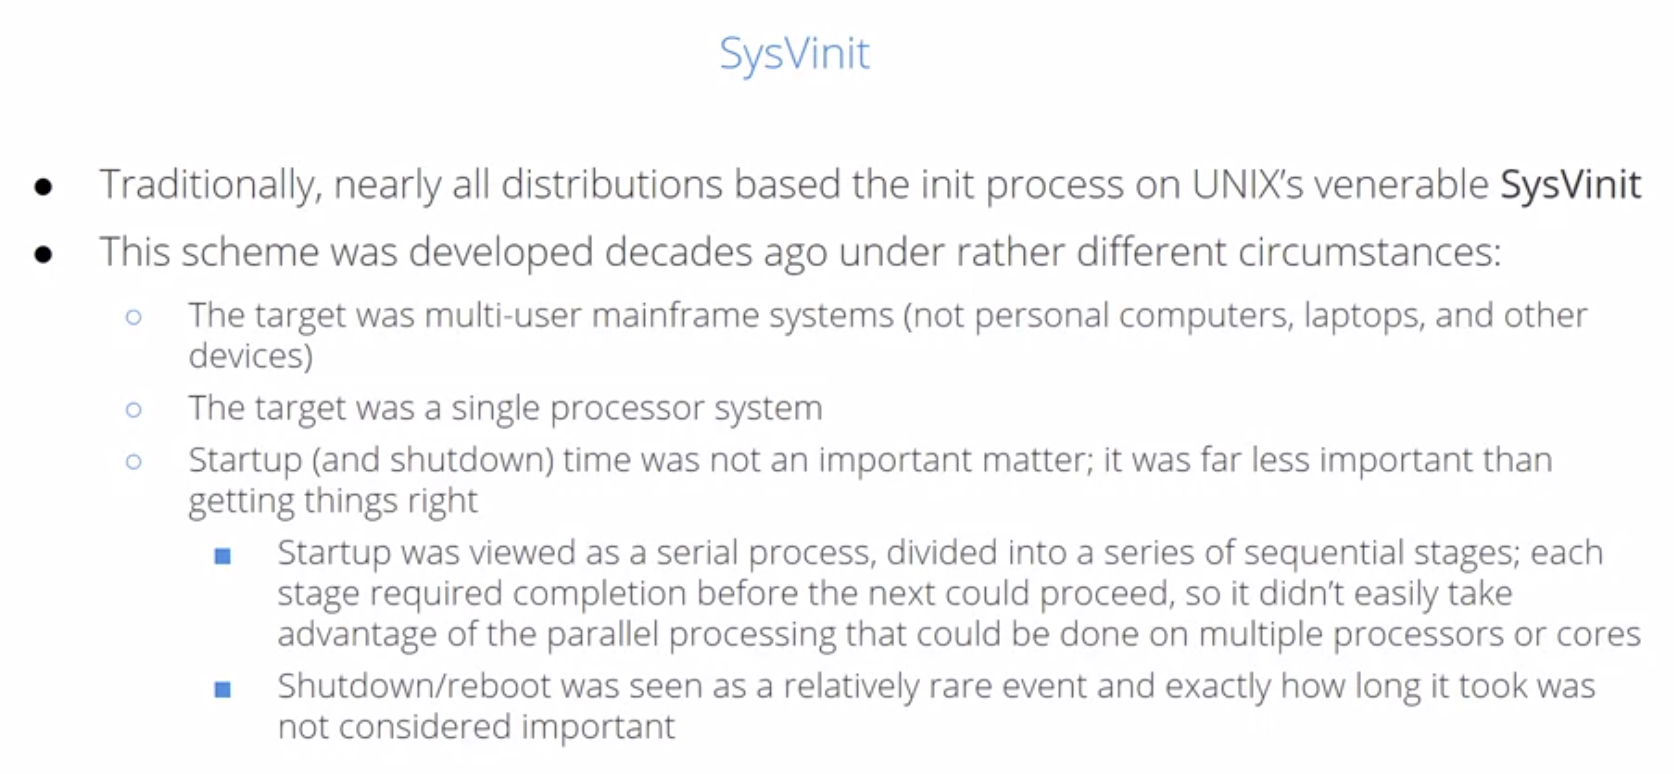 SysVinit
● Traditionally, nearly all distributions based the init process on UNIX’s venerable SysVinit
● This scheme was developed decades ago under rather different circumstances:
○ The target was multi-user mainframe systems (not personal computers, laptops, and other
devices)
○ The target was a single processor system
○ Startup (and shutdown) time was not an important matter; it was far less important than
getting things right
■ Startup was viewed as a serial process, divided into a series of sequential stages; each
stage required completion before the next could proceed, so it didn’t easily take
advantage of the parallel processing that could be done on multiple processors or cores
■ Shutdown/reboot was seen as a relatively rare event and exactly how long it took was
not considered important